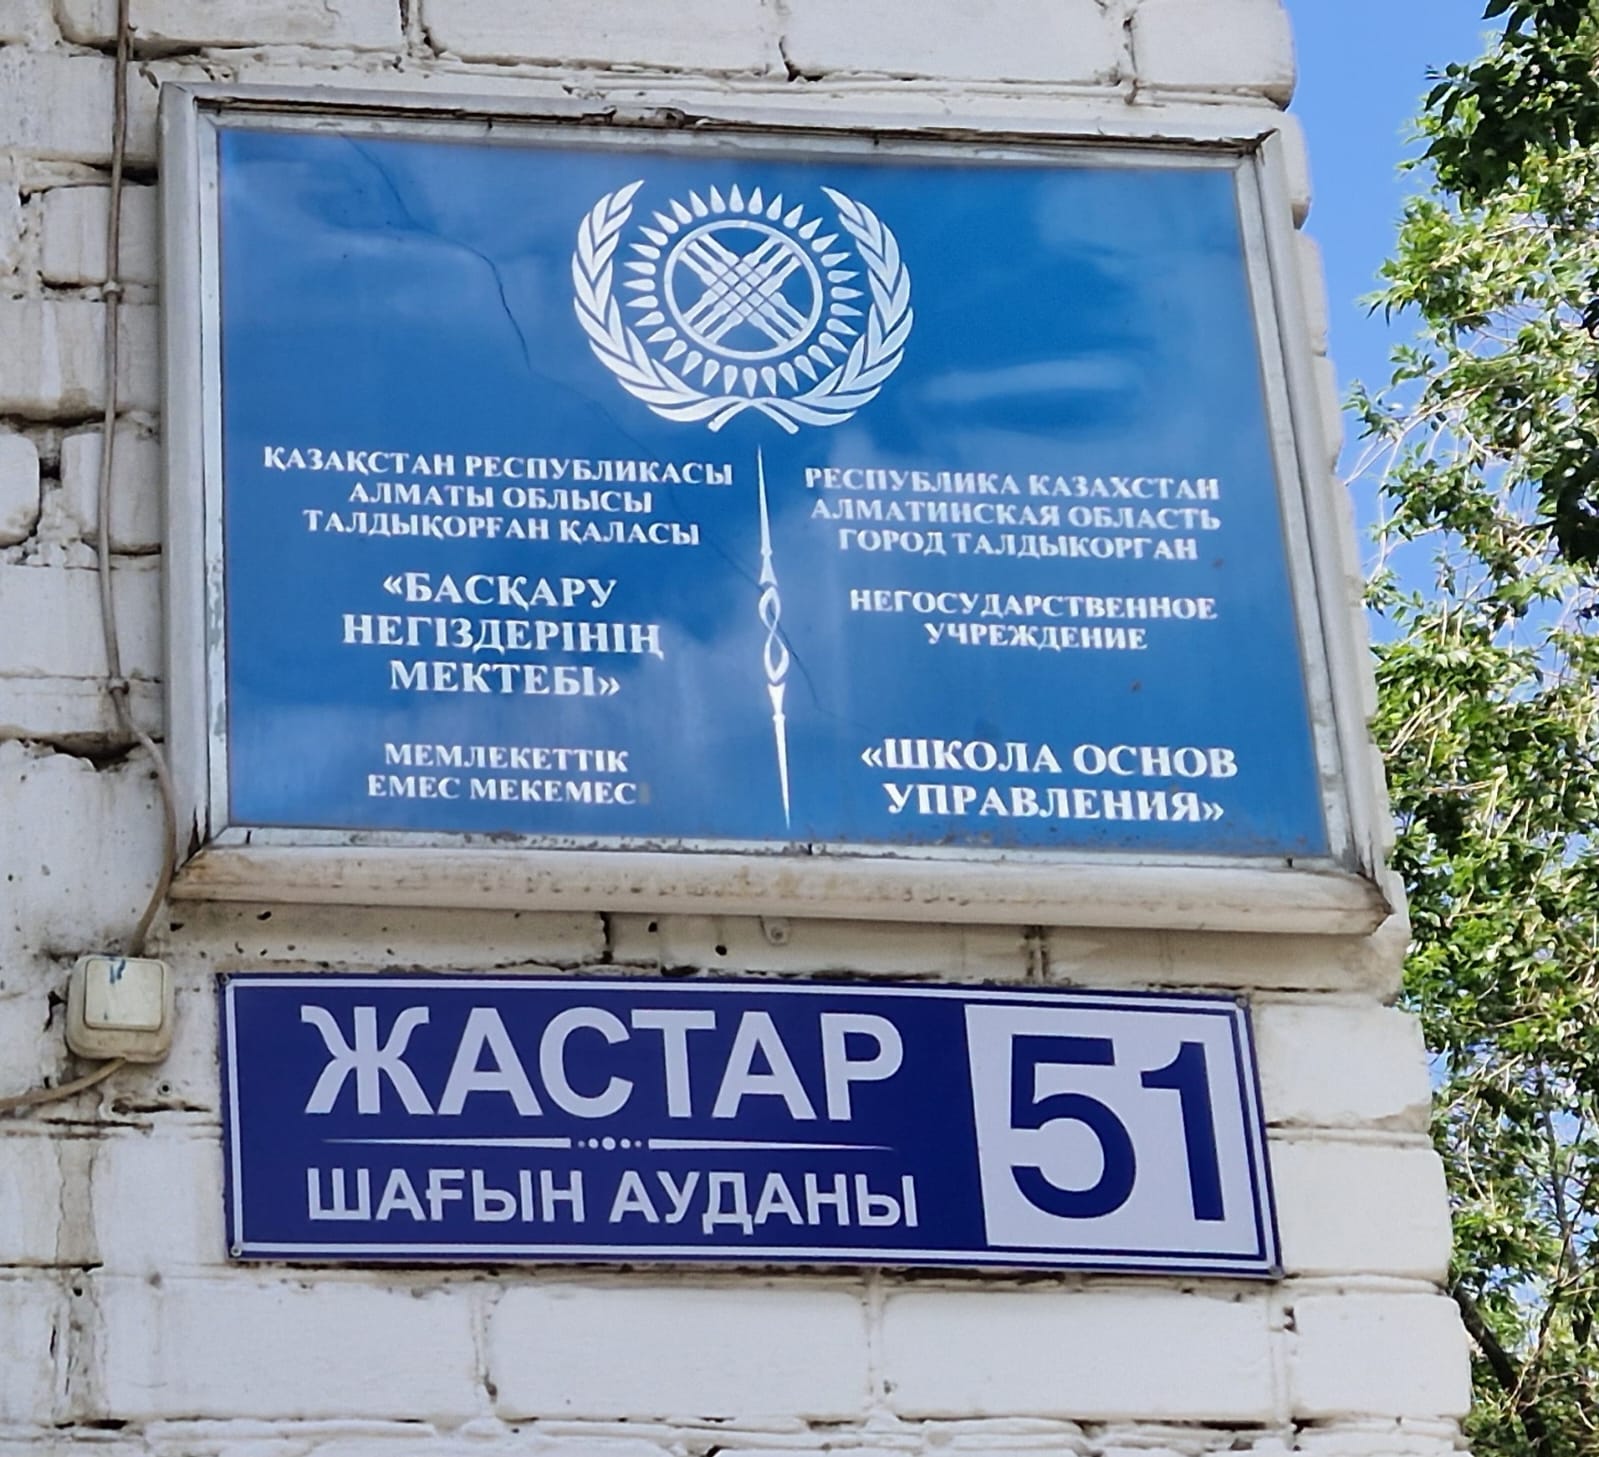 ҚАЗАҚСТАН РЕСПУБЛИКАСЫ
АЛМАТЫ ОБЛЫСЫ
ТАЛДЫҚОРҒАН ҚАЛАСЫ
«БАСҚАРУ
НЕГІЗДЕРІНІҢ
МЕКТЕБІ»
МЕМЛЕКЕТТІК
ЕМЕС МЕКЕМЕСІ
РЕСПУБЛИКА КАЗАХСТАН
АЛМАТИНСКАЯ ОБЛАСТЬ
ГОРОД ТАЛДЫКОРГАН
НЕГОСУДАРСТВЕННОЕ
УЧРЕЖДЕНИЕ
«ШКОЛА ОСНОВ
УПРАВЛЕНИЯ»
ЖАСТАР
ШАҒЫН АУДАНЫ
51